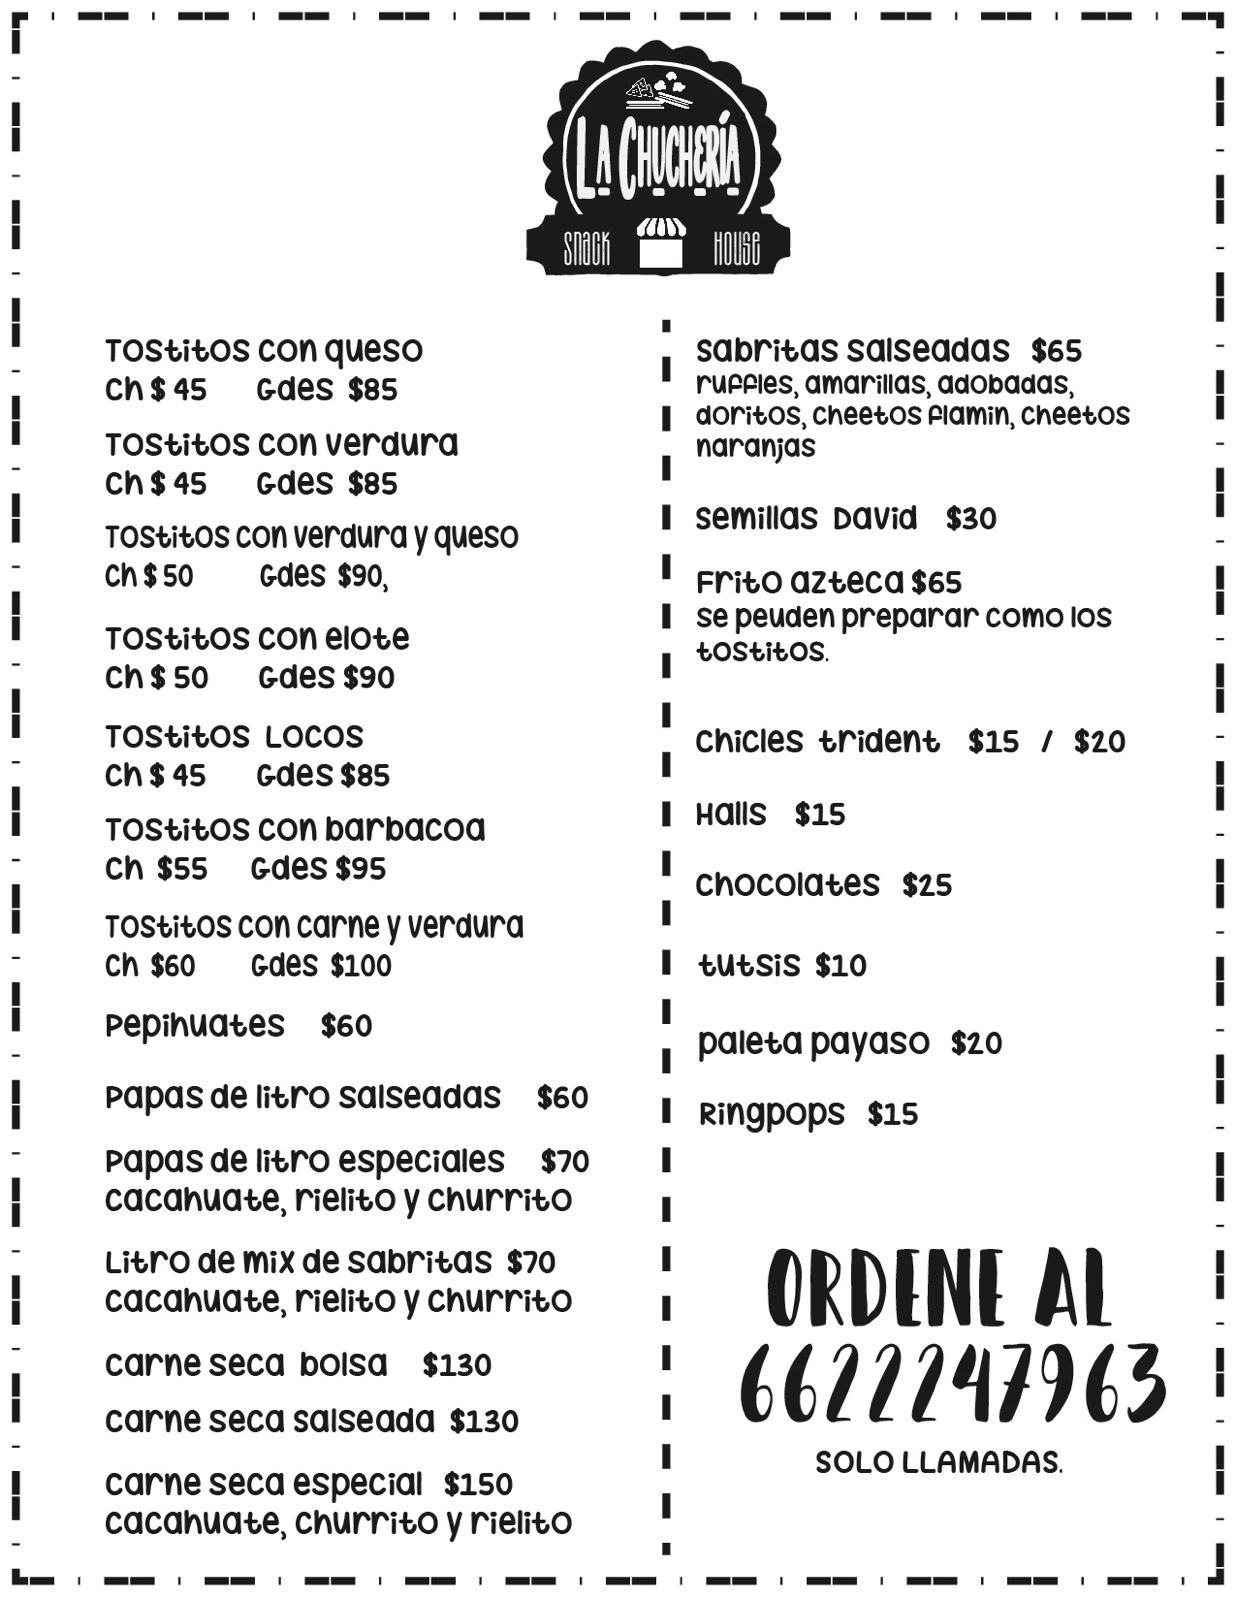 LA CHUCHERÍA
SNACK HOUSE
Tostitos con queso
Ch $ 45 Gdes $85
Tostitos con verdura
Ch $ 45 Gdes $85
Tostitos con verdura y queso
Ch $ 50 Gdes $90,
Tostitos con elote
Ch $ 50 Gdes $90
Tostitos LOCOS
Ch $ 45 Gdes $85
Tostitos con barbacoa
Ch $55 Gdes $95
Tostitos con carne y verdura
Ch $60 Gdes $100
Pepihuates $60
Papas de litro salseadas $60
Papas de litro especiales $70
cacahuate, rielito y churrito
Litro de mix de sabritas $70
cacahuate, rielito y churrito
carne seca bolsa $130
carne seca salseada $130
carne seca especial $150
cacahuate, churrito y rielito
Sabritas salseadas $65
ruffles, amarillas, adobadas,
doritos, cheetos flamin, cheetos
naranjas
Semillas David $30
Frito azteca $65
se peuden preparar como los
tostitos.
Chicles trident $15 / $20
Halls $15
Chocolates $25
tutsis $10
paleta payaso $20
Ringpops $15
ORDENE AL
6622247963
SOLO LLAMADAS.